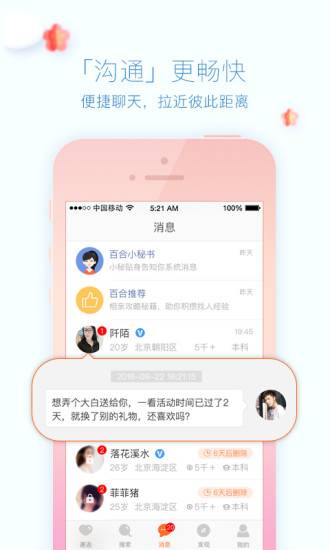 「沟通」更畅快
便捷聊天，拉近彼此距离
中国移动
5:21 AM
100%
消息
百合小秘书
昨天
小秘贴身告知你系统消息
百合推荐
昨天
相亲攻略秘籍，助你积攒找人经验
1
阡陌
V
19:45
20岁 北京朝阳区 5千+ 本科
2016-06-22 16:21:15
想弄个大白送给你，一看活动时间已过了2
天，就换了别的礼物，还喜欢吗？
2
落花溪水
V
6天后删除
26岁 北京海淀区 5千+ 本科
2
菲菲猪
6天后删除
32岁 北京海淀区 5千+ 本科
20
邂逅
搜索
消息
发现
我的